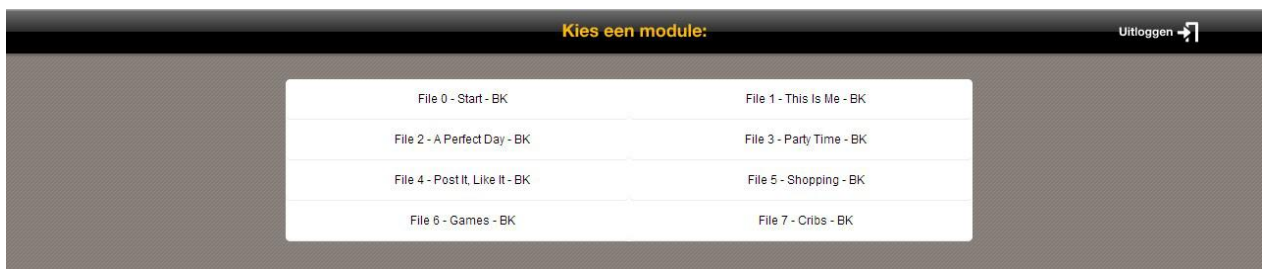 Kies een module:
Uitloggen
File 0 - Start - BK
File 1 - This Is Me - BK
File 2 - A Perfect Day - BK
File 3 - Party Time - BK
File 4 - Post It, Like It - BK
File 5 - Shopping - BK
File 6 - Games - BK
File 7 - Cribs - BK